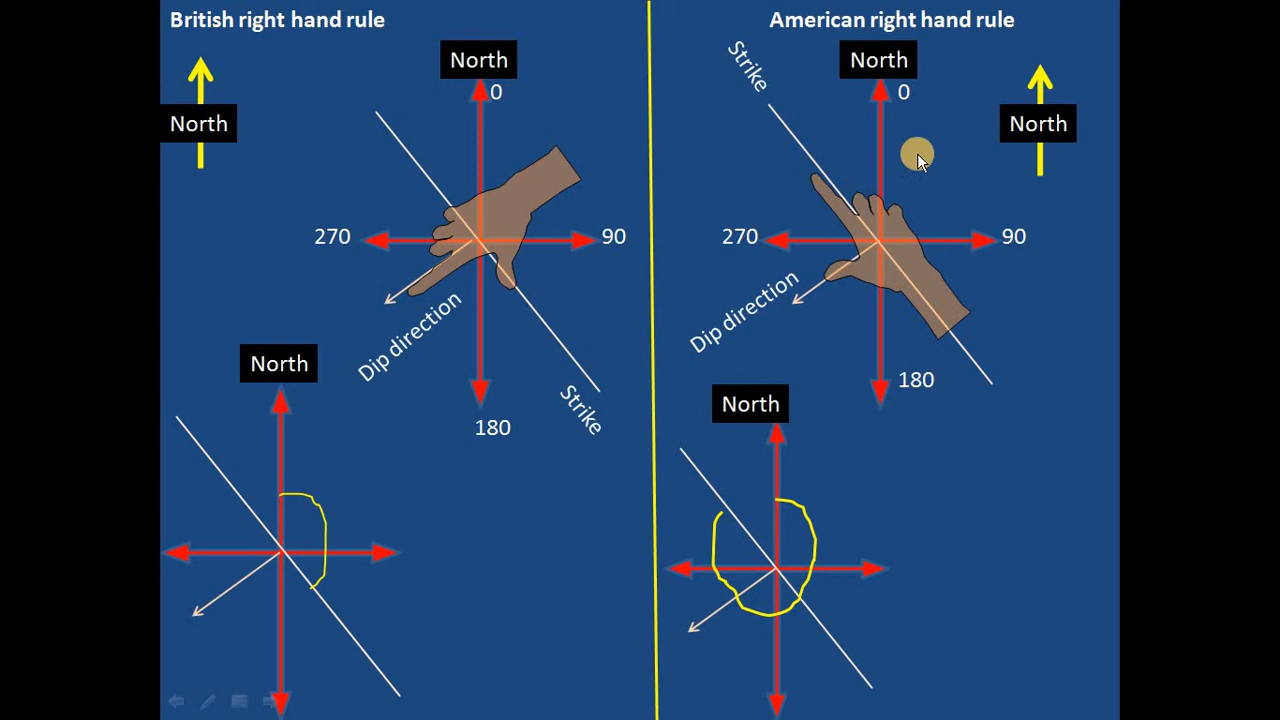 British right hand rule
North
0
North
270
90
Dip direction
Strike
180
North
American right hand rule
Strike
North
0
North
270
90
Dip direction
180
North